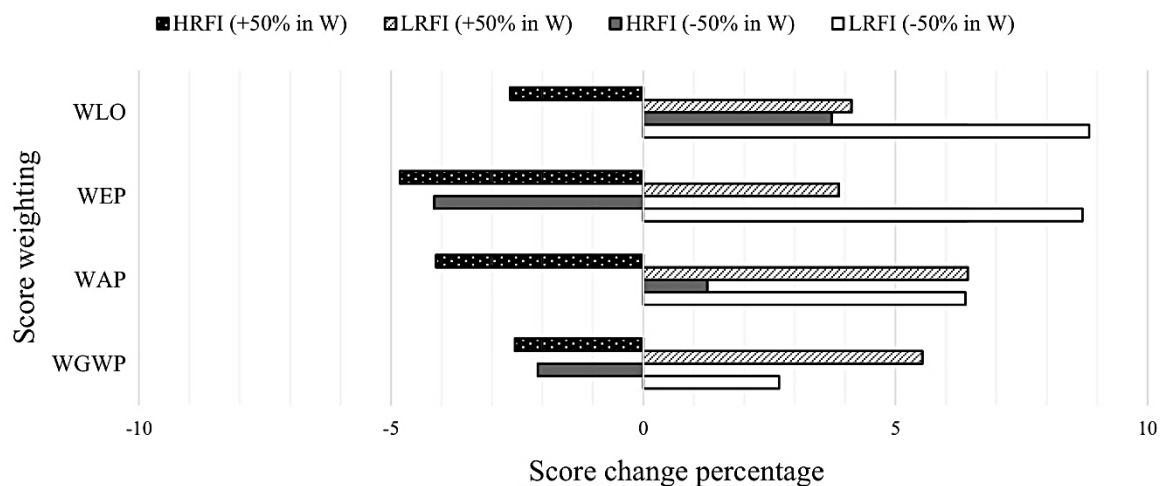 HRFI (+50% in W) LRFI (+50% in W) HRFI (-50% in W) LRFI (-50% in W)
Score weighting
WLO
WEP
WAP
WGWP
-10 -5 0 5 10
Score change percentage